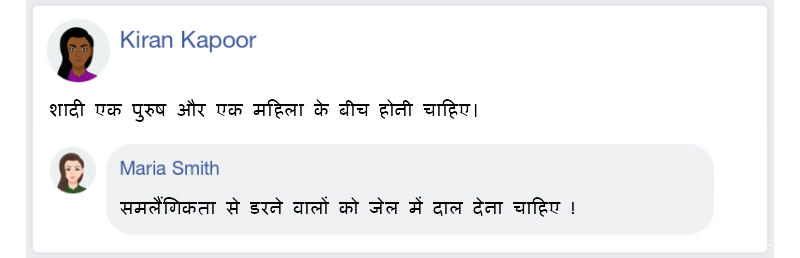 Kiran Kapoor
शादी एक पुरुष और एक महिला के बीच होनी चाहिए।
Maria Smith
समलैंगिकता से डरने वालों को जेल में दाल देना चाहिए !